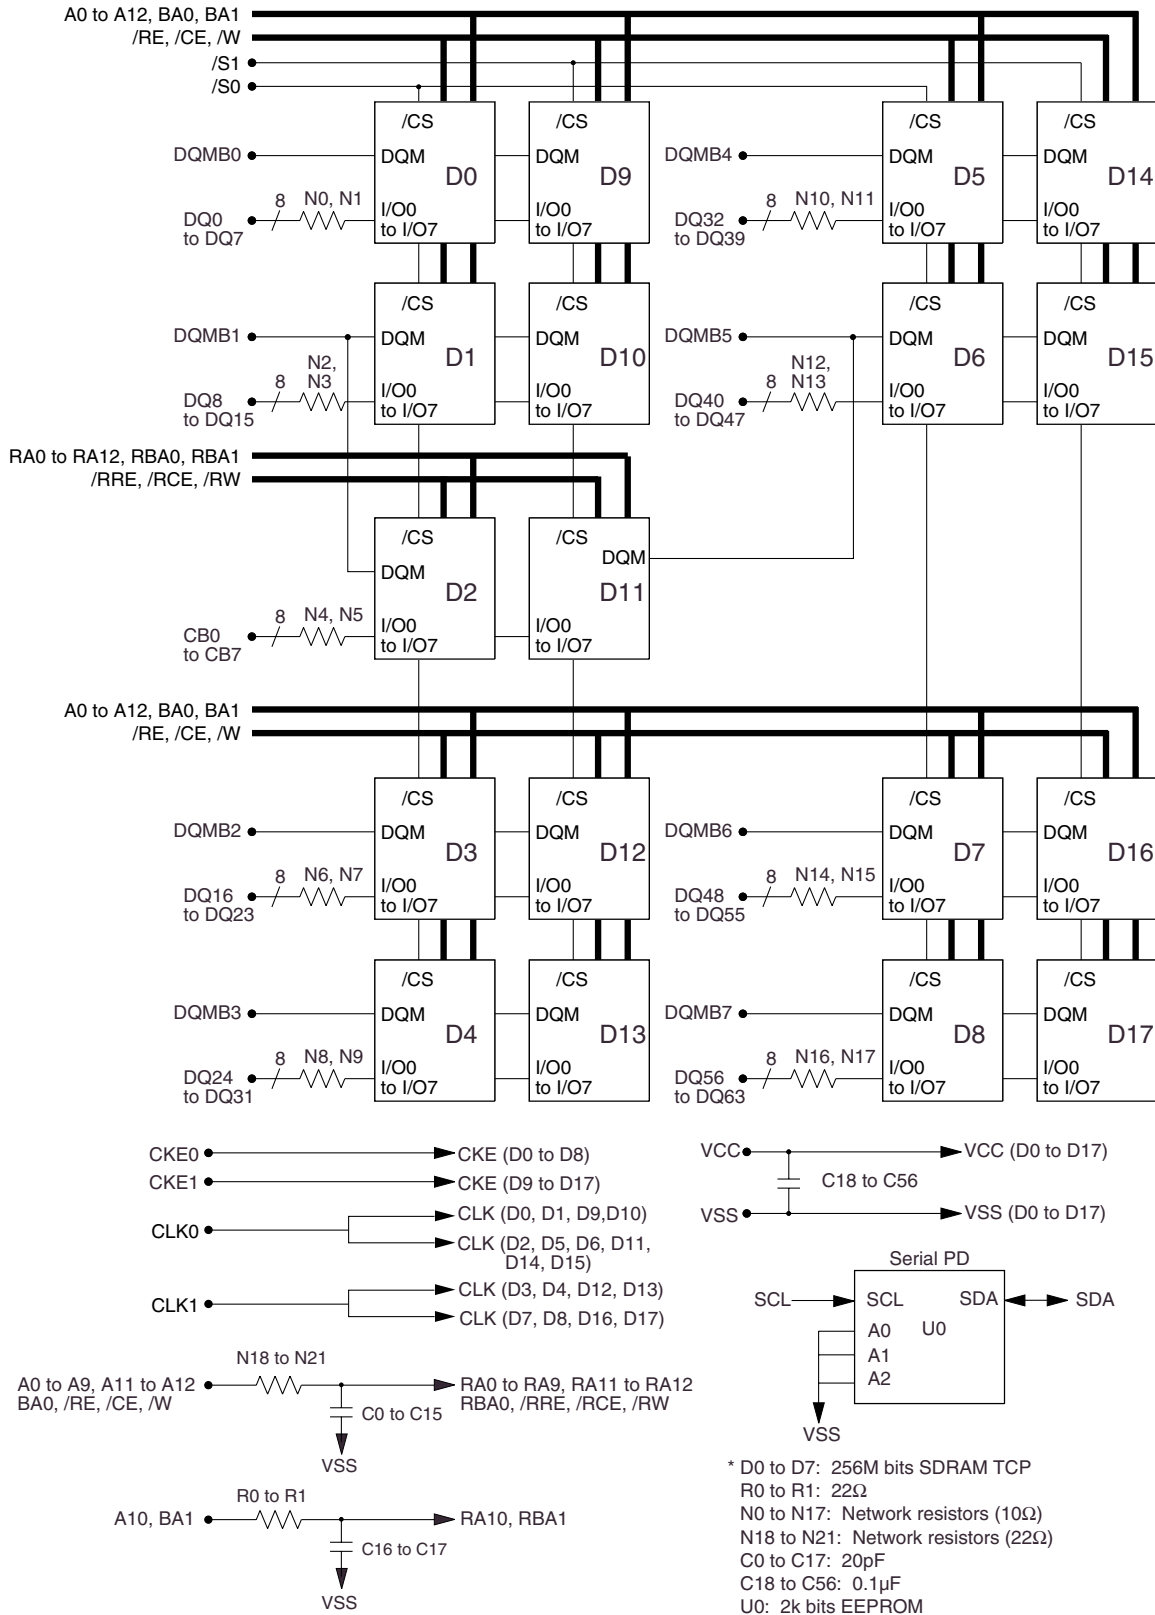 A0 to A12, BA0, BA1
/RE, /CE, /W
/S1
/S0
/CS /CS /CS /CS
DQMB0 DQM DQM DQMB4 DQM DQM
D0 D9 D5 D14
8 N0, N1 8 N10, N11
DQ0 I/O0 I/O0 DQ32 I/O0 I/O0
to DQ7 to I/O7 to I/O7 to DQ39 to I/O7 to I/O7
/CS /CS /CS /CS
DQMB1 DQM DQM DQMB5 DQM DQM
D1 D10 D6 D15
N2, N12,
8 N3 8 N13
DQ8 I/O0 I/O0 DQ40 I/O0 I/O0
to DQ15 to I/O7 to I/O7 to DQ47 to I/O7 to I/O7
RA0 to RA12, RBA0, RBA1
/RRE, /RCE, /RW
/CS /CS
DQM
DQM
D2 D11
8 N4, N5
CB0 I/O0 I/O0
to CB7 to I/O7 to I/O7
A0 to A12, BA0, BA1
/RE, /CE, /W
/CS /CS /CS /CS
DQMB2 DQM DQM DQMB6 DQM DQM
D3 D12 D7 D16
8 N6, N7 8 N14, N15
DQ16 I/O0 I/O0 DQ48 I/O0 I/O0
to DQ23 to I/O7 to I/O7 to DQ55 to I/O7 to I/O7
/CS /CS /CS /CS
DQMB3 DQM DQM DQMB7 DQM DQM
D4 D13 D8 D17
8 N8, N9 8 N16, N17
DQ24 I/O0 I/O0 DQ56 I/O0 I/O0
to DQ31 to I/O7 to I/O7 to DQ63 to I/O7 to I/O7
CKE0 CKE (D0 to D8)
CKE1 CKE (D9 to D17)
CLK0 CLK (D0, D1, D9,D10)
CLK (D2, D5, D6, D11,
D14, D15)
CLK1 CLK (D3, D4, D12, D13)
CLK (D7, D8, D16, D17)
VCC VCC (D0 to D17)
C18 to C56
VSS VSS (D0 to D17)
Serial PD
SCL SCL SDA SDA
A0 U0
A1
A2
VSS
N18 to N21
A0 to A9, A11 to A12 RA0 to RA9, RA11 to RA12
BA0, /RE, /CE, /W RBA0, /RRE, /RCE, /RW
C0 to C15
VSS
R0 to R1
A10, BA1 RA10, RBA1
C16 to C17
VSS
* D0 to D7: 256M bits SDRAM TCP
R0 to R1: 22Ω
N0 to N17: Network resistors (10Ω)
N18 to N21: Network resistors (22Ω)
C0 to C17: 20pF
C18 to C56: 0.1µF
U0: 2k bits EEPROM